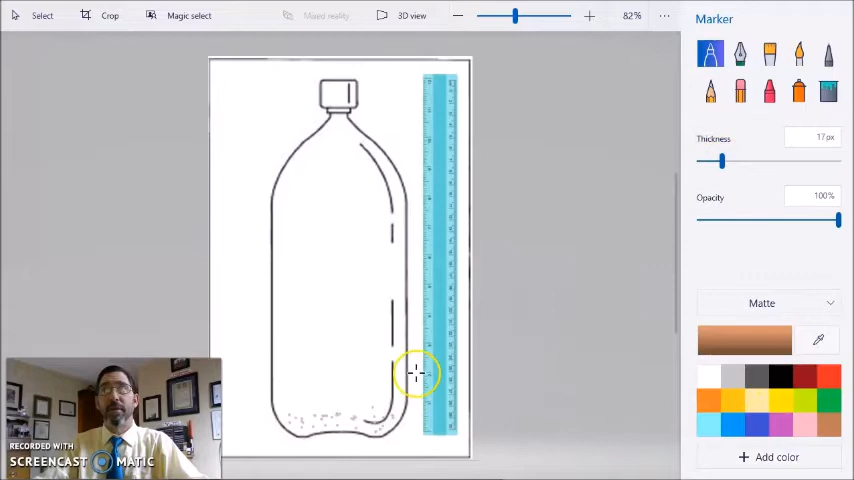 Select
Crop
Magic select
Mixed reality
3D view
82%
Marker
Thickness
17px
Opacity
100%
Matte
Add color
RECORDED WITH
SCREENCAST MATIC